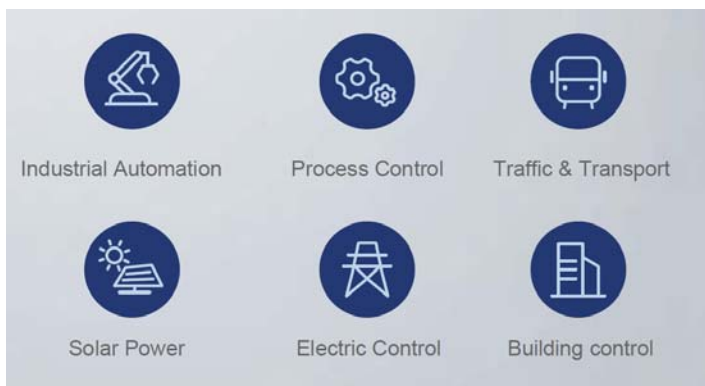 Industrial Automation
Process Control
Traffic & Transport
Solar Power
Electric Control
Building control